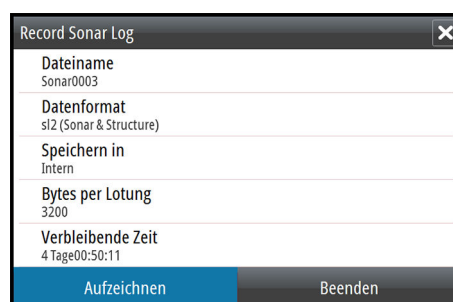 Record Sonar Log
Dateiname
Sonar0003
Datenformat
sl2 (Sonar & Structure)
Speichern in
Intern
Bytes per Lotung
3200
Verbleibende Zeit
4 Tage00:50:11
Aufzeichnen
Beenden